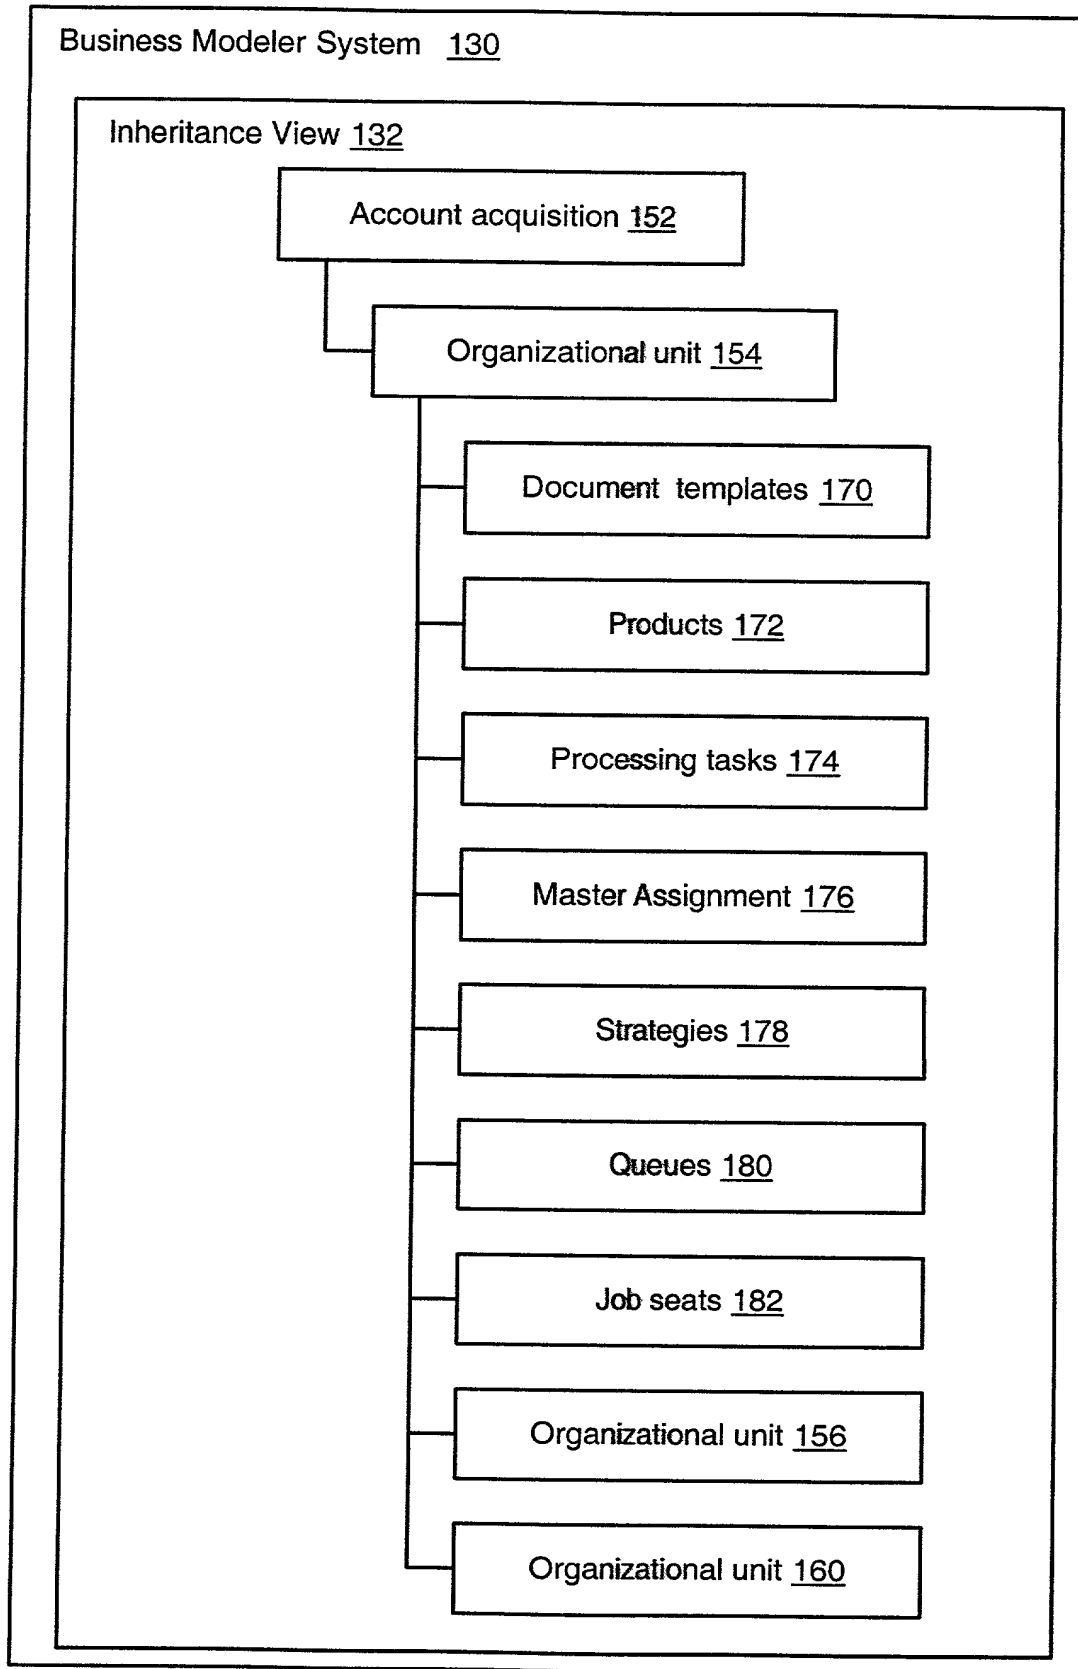 Business Modeler System 130
Inheritance View 132
Account acquisition 152
Organizational unit 154
Document templates 170
Products 172
Processing tasks 174
Master Assignment 176
Strategies 178
Queues 180
Job seats 182
Organizational unit 156
Organizational unit 160